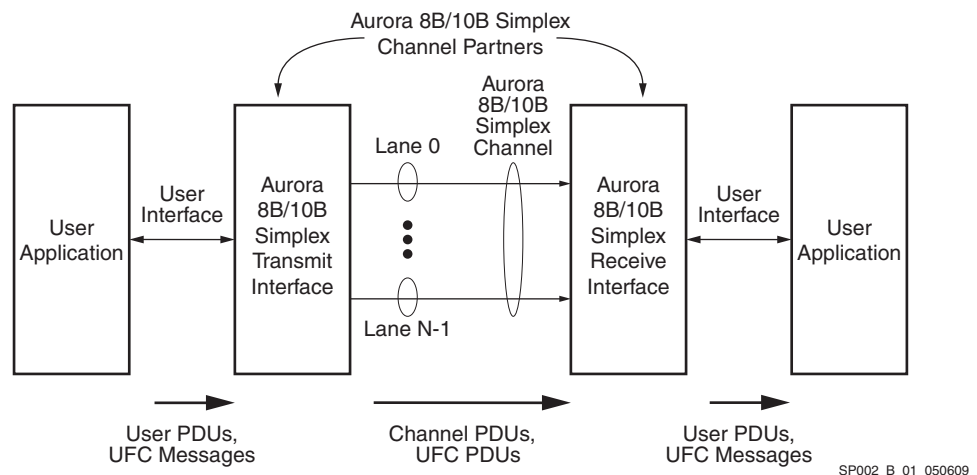 Aurora 8B/10B Simplex
Channel Partners
Aurora
8B/10B
Simplex
Channel
Lane 0
User
Application
User
Interface
Aurora
8B/10B
Simplex
Transmit
Interface
Aurora
8B/10B
Simplex
Receive
Interface
User
Interface
User
Application
Lane N-1
User PDUs,
UFC Messages
Channel PDUs,
UFC PDUs
User PDUs,
UFC Messages
SP002_B_01_050609